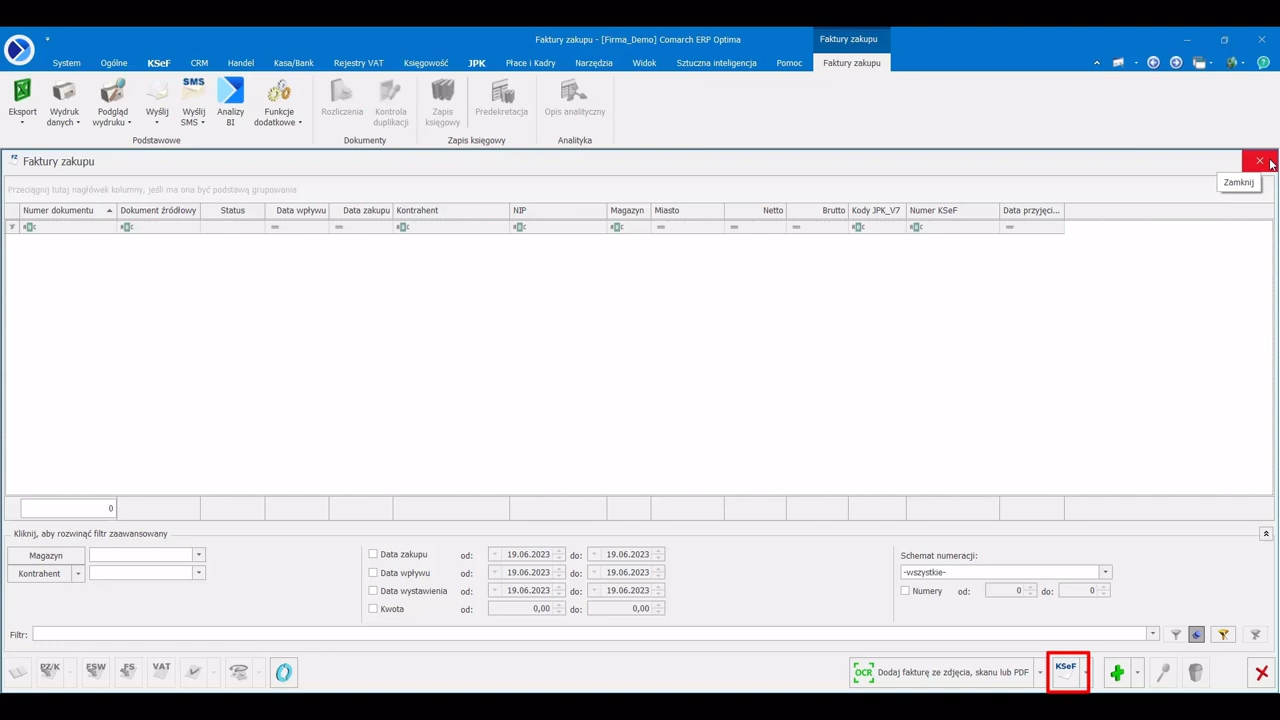 Faktury zakupu - [Firma_Demo] Comarch ERP Optima
Faktury zakupu
System Ogólne KSeF CRM Handel Kasa/Bank Rejestry VAT Księgowość JPK Płace i Kadry Narzędzia Widok Sztuczna inteligencja Pomoc Faktury zakupu
SMS
Eksport Wydruk danych Podgląd wydruku Wyślij Wyślij SMS Analizy BI Funkcje dodatkowe Rozliczenia Kontrola duplikacji Zapis księgowy Predekretacja Opis analityczny
Podstawowe Dokumenty Zapis księgowy Analityka
FZ Faktury zakupu
Zamknij
Przeciągnij tutaj nagłówek kolumny, jeśli ma ona być podstawą grupowania
Numer dokumentu Dokument źródłowy Status Data wpływu Data zakupu Kontrahent NIP Magazyn Miasto Netto Brutto Kody JPK_V7 Numer KSeF Data przyjęci...
0
Kliknij, aby rozwinąć filtr zaawansowany
Magazyn
Kontrahent
Data zakupu od: 19.06.2023 do: 19.06.2023
Data wpływu od: 19.06.2023 do: 19.06.2023
Data wystawienia od: 19.06.2023 do: 19.06.2023
Kwota od: 0,00 do: 0,00
Schemat numeracji:
-wszystkie-
Numery od: 0 do: 0
Filtr:
PZ/K FSW FS VAT OCR Dodaj fakturę ze zdjęcia, skanu lub PDF KSeF